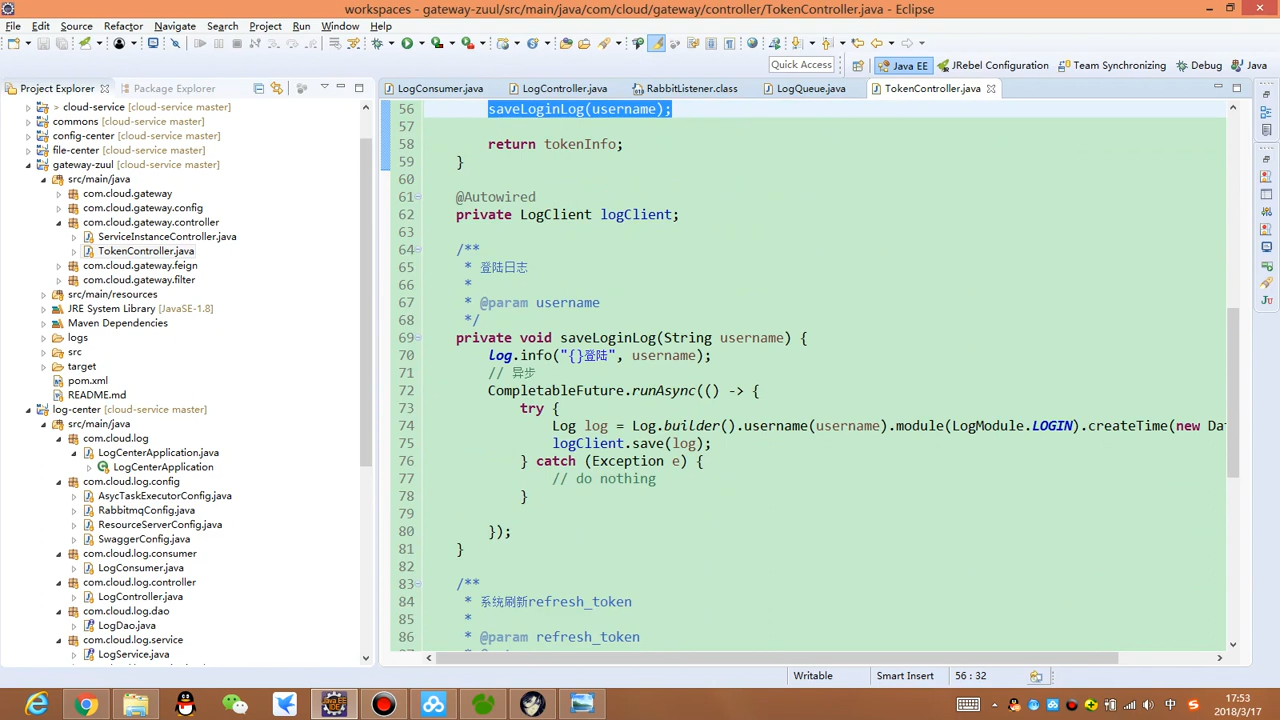 workspaces - gateway-zuul/src/main/java/com/cloud/gateway/controller/TokenController.java - Eclipse
File Edit Source Refactor Navigate Search Project Run Window Help
Quick Access
Java EE
JRebel Configuration
Team Synchronizing
Debug
Java
Project Explorer
Package Explorer
> cloud-service [cloud-service master]
commons [cloud-service master]
config-center [cloud-service master]
file-center [cloud-service master]
gateway-zuul [cloud-service master]
src/main/java
com.cloud.gateway
com.cloud.gateway.config
com.cloud.gateway.controller
ServiceInstanceController.java
TokenController.java
com.cloud.gateway.feign
com.cloud.gateway.filter
src/main/resources
JRE System Library [JavaSE-1.8]
Maven Dependencies
logs
src
target
pom.xml
README.md
log-center [cloud-service master]
src/main/java
com.cloud.log
LogCenterApplication.java
LogCenterApplication
com.cloud.log.config
AsycTaskExecutorConfig.java
RabbitmqConfig.java
ResourceServerConfig.java
SwaggerConfig.java
com.cloud.log.consumer
LogConsumer.java
com.cloud.log.controller
LogController.java
com.cloud.log.dao
LogDao.java
com.cloud.log.service
LogService.java
LogConsumer.java
LogController.java
RabbitListener.class
LogQueue.java
TokenController.java
56 saveLoginLog(username);
57
58 return tokenInfo;
59 }
60
61 @Autowired
62 private LogClient logClient;
63
64 /**
65 * 登陆日志
66 *
67 * @param username
68 */
69 private void saveLoginLog(String username) {
70 log.info("{}登陆", username);
71 // 异步
72 CompletableFuture.runAsync(() -> {
73 try {
74 Log log = Log.builder().username(username).module(LogModule.LOGIN).createTime(new Da
75 logClient.save(log);
76 } catch (Exception e) {
77 // do nothing
78 }
79
80 });
81 }
82
83 /**
84 * 系统刷新refresh_token
85 *
86 * @param refresh_token
Writable
Smart Insert
56 : 32
中
17:53
2018/3/17